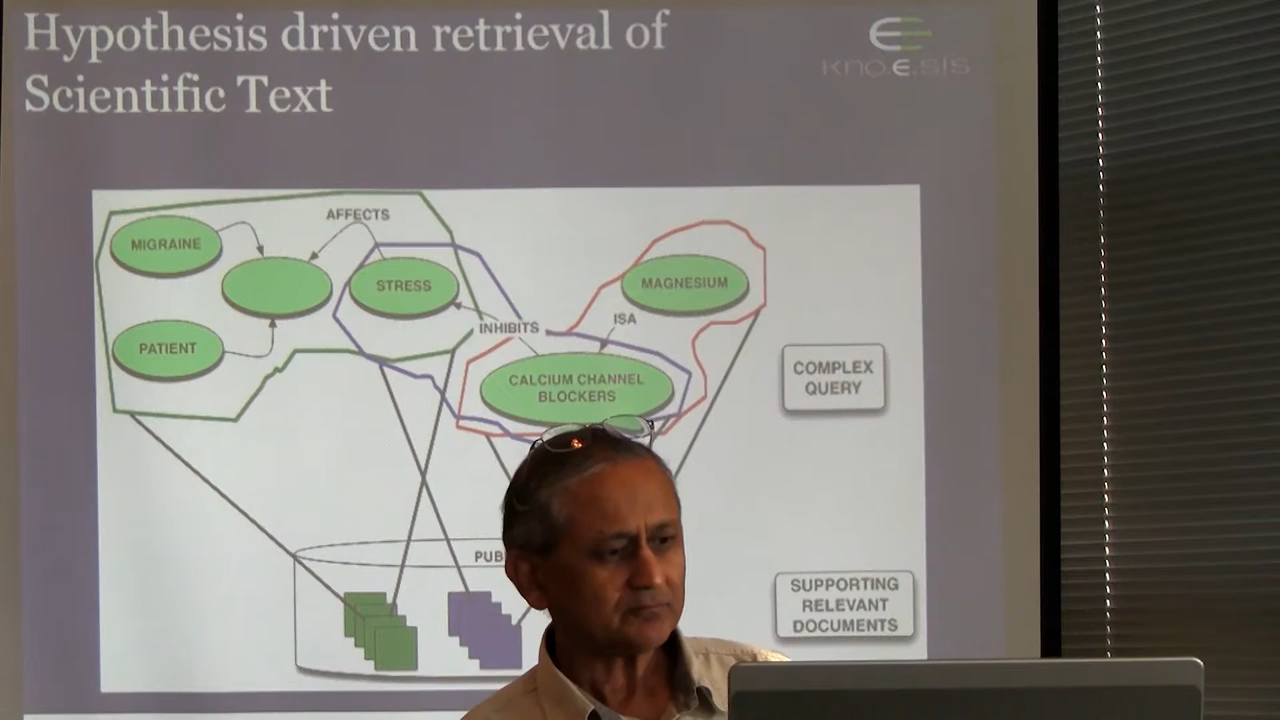 Hypothesis driven retrieval of
Scientific Text
kno.e.sis
AFFECTS
MIGRAINE
STRESS
MAGNESIUM
INHIBITS
ISA
PATIENT
CALCIUM CHANNEL
BLOCKERS
COMPLEX
QUERY
PUB
SUPPORTING
RELEVANT
DOCUMENTS